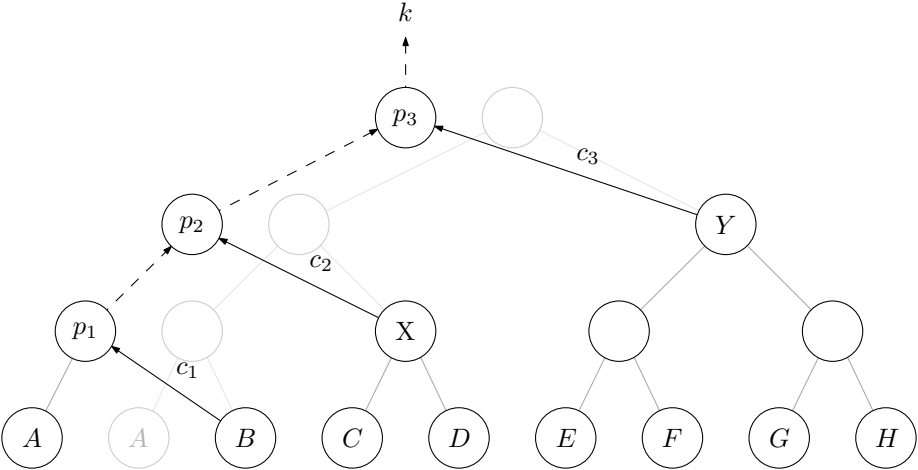 k
p₃
c₃
p₂
Y
c₂
p₁
X
c₁
A A B C D E F G H